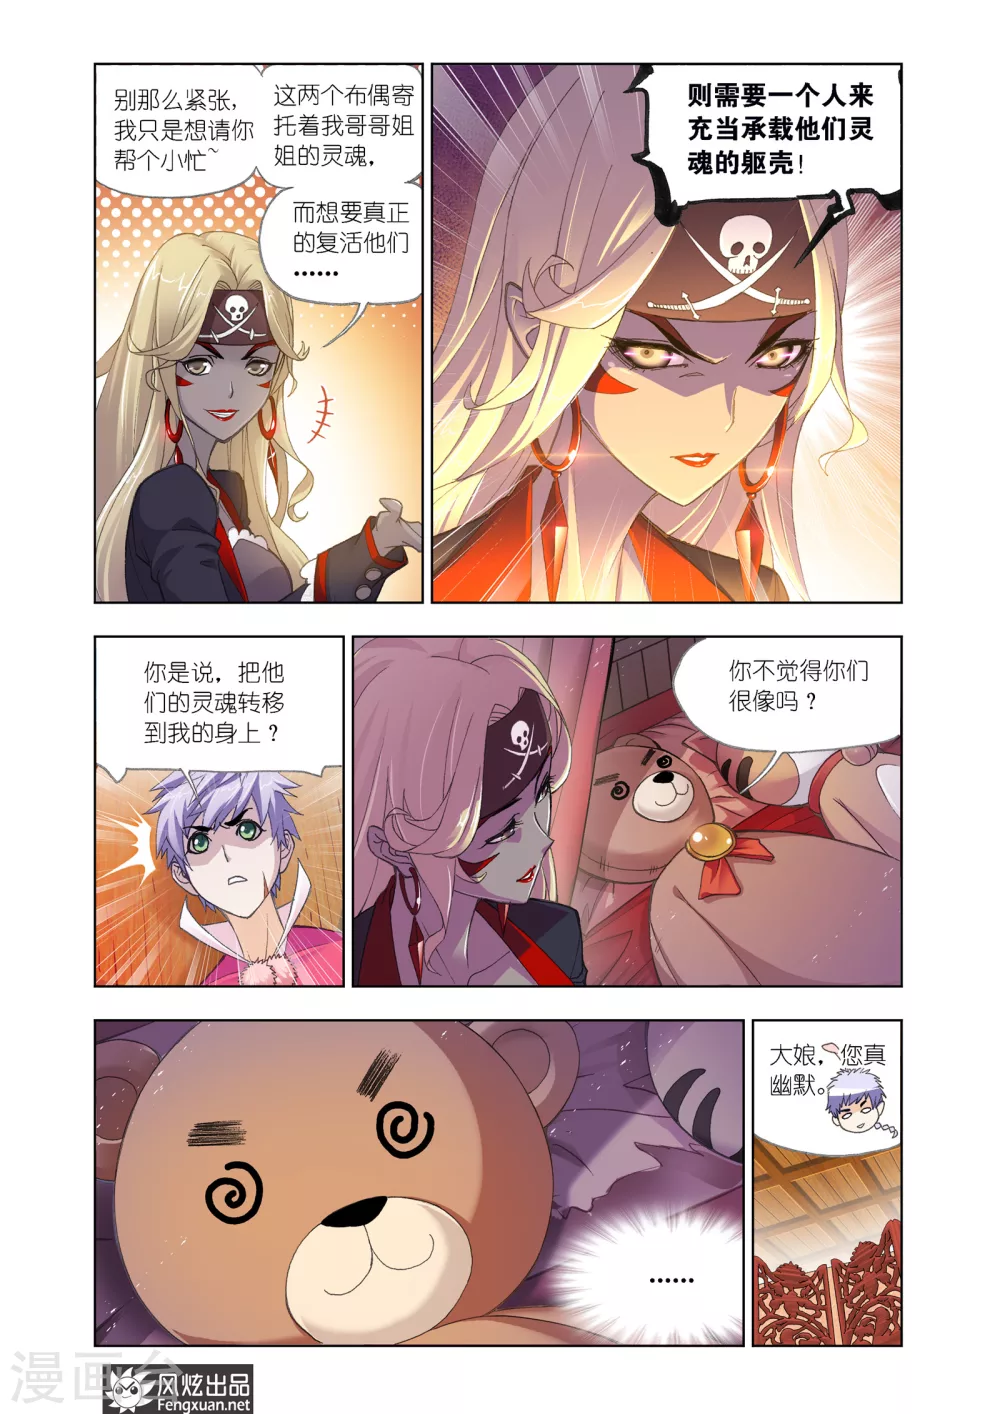 别那么紧张，
我只是想请你
帮个小忙~
这两个布偶寄
托着我哥哥姐
姐的灵魂，
而想要真正
的复活他们
……
则需要一个人来
充当承载他们灵
魂的躯壳！
你是说，把他
们的灵魂转移
到我的身上？
你不觉得你们
很像吗？
……
大娘，您真
幽默。
漫画台
风炫出品
Fengxuan.net